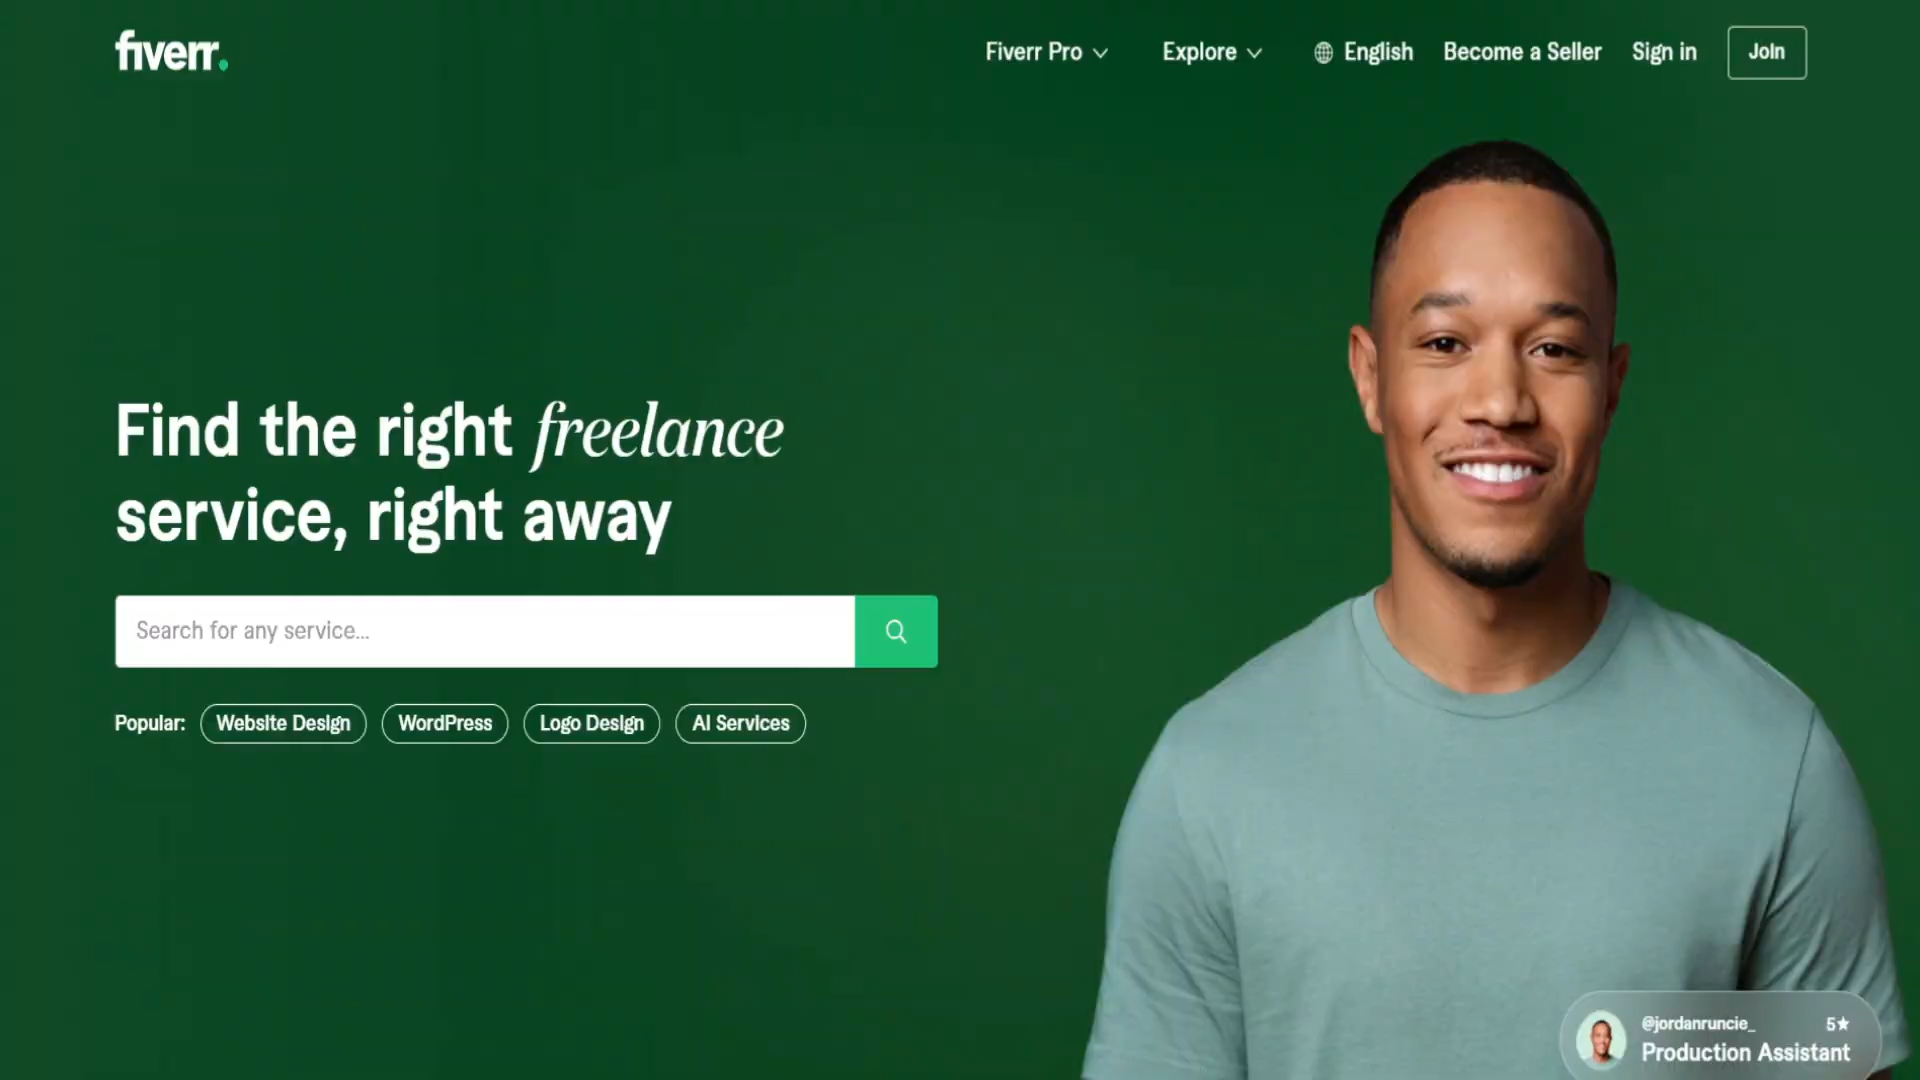 fiverr.
Fiverr Pro
Explore
English
Become a Seller
Sign in
Join
Find the right freelance
service, right away
Search for any service...
Popular:
Website Design
WordPress
Logo Design
AI Services
@jordanruncie_
5★
Production Assistant